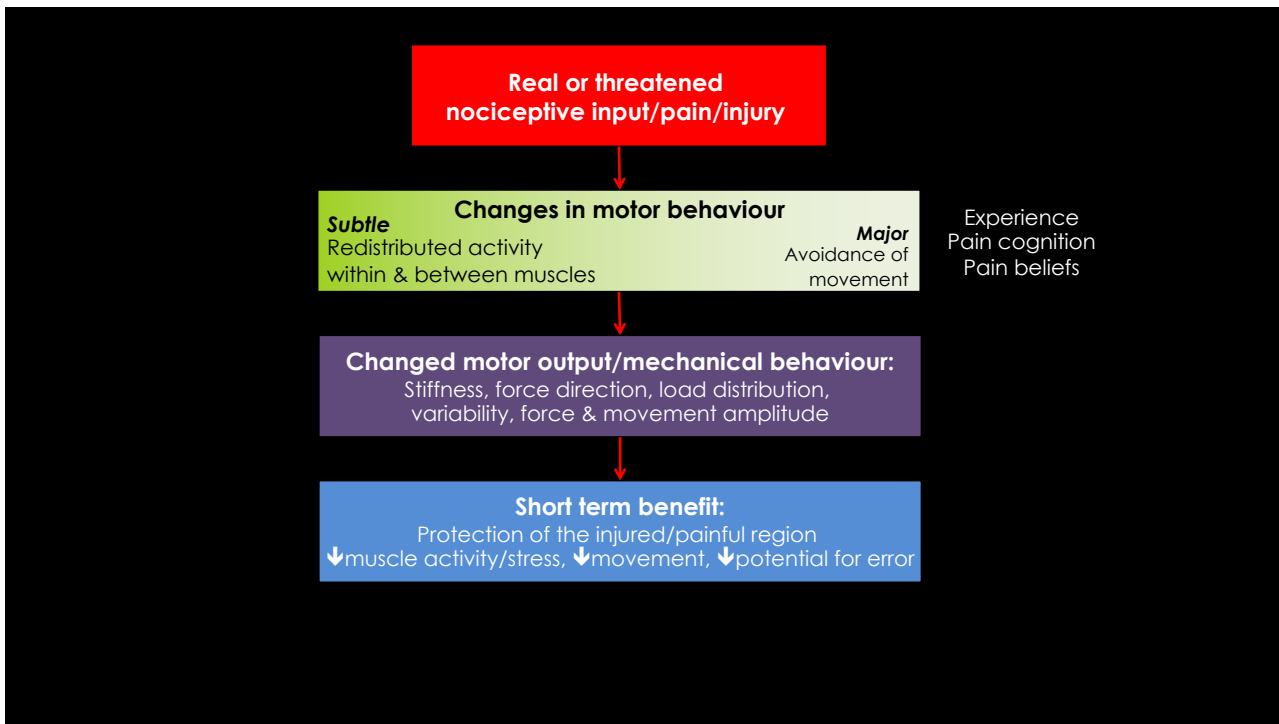 Real or threatened
nociceptive input/pain/injury
Changes in motor behaviour
Subtle
Redistributed activity
within & between muscles
Major
Avoidance of
movement
Experience
Pain cognition
Pain beliefs
Changed motor output/mechanical behaviour:
Stiffness, force direction, load distribution,
variability, force & movement amplitude
Short term benefit:
Protection of the injured/painful region
🡻muscle activity/stress, 🡻movement, 🡻potential for error